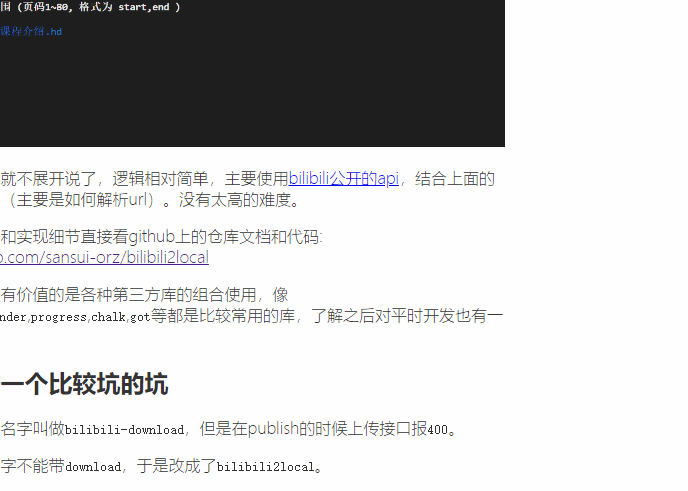 围 (页码1~80, 格式为 start,end )
课程介绍.hd
就不展开说了，逻辑相对简单，主要使用bilibili公开的api，结合上面的
（主要是如何解析url）。没有太高的难度。
和实现细节直接看github上的仓库文档和代码:
b.com/sansui-orz/bilibili2local
有价值的是各种第三方库的组合使用，像
nder,progress,chalk,got等都是比较常用的库，了解之后对平时开发也有一
一个比较坑的坑
名字叫做bilibili-download，但是在publish的时候上传接口报400。
字不能带download，于是改成了bilibili2local。